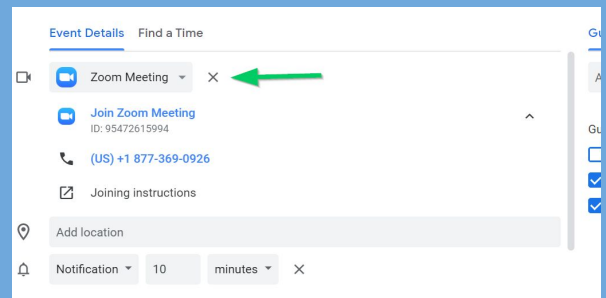 Event Details Find a Time
Zoom Meeting
Join Zoom Meeting
ID: 95472615994
(US) +1 877-369-0926
Joining instructions
Add location
Notification 10 minutes